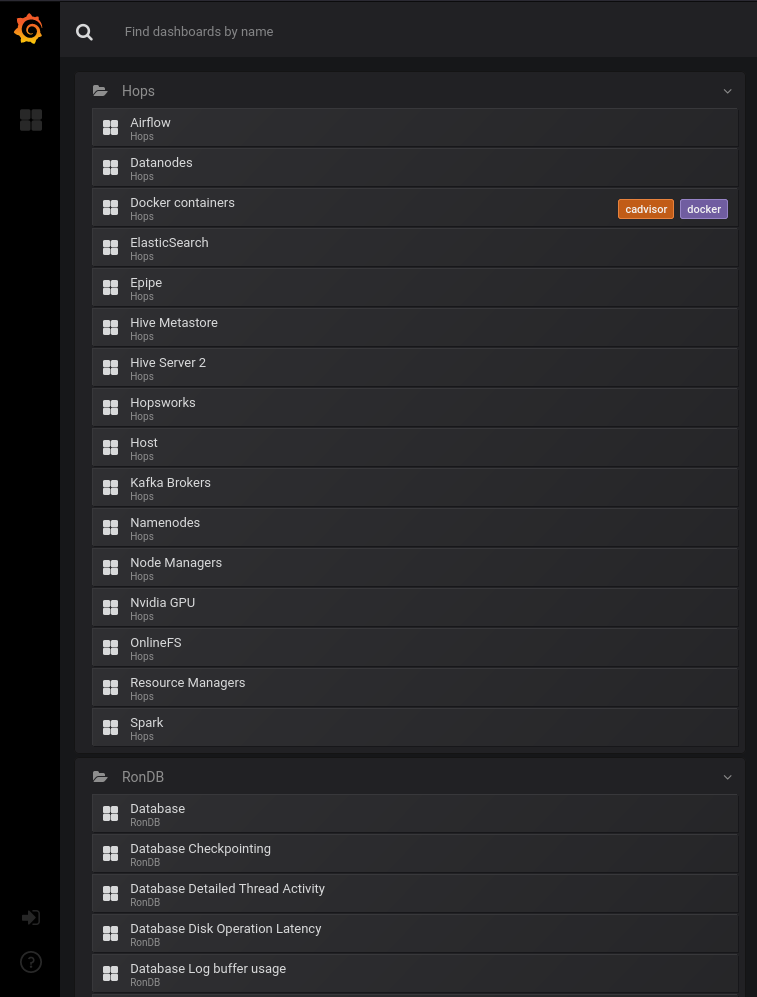 Find dashboards by name
Hops
Airflow
Hops
Datanodes
Hops
Docker containers
Hops
cadvisor docker
ElasticSearch
Hops
Epipe
Hops
Hive Metastore
Hops
Hive Server 2
Hops
Hopsworks
Hops
Host
Hops
Kafka Brokers
Hops
Namenodes
Hops
Node Managers
Hops
Nvidia GPU
Hops
OnlineFS
Hops
Resource Managers
Hops
Spark
Hops
RonDB
Database
RonDB
Database Checkpointing
RonDB
Database Detailed Thread Activity
RonDB
Database Disk Operation Latency
RonDB
Database Log buffer usage
RonDB